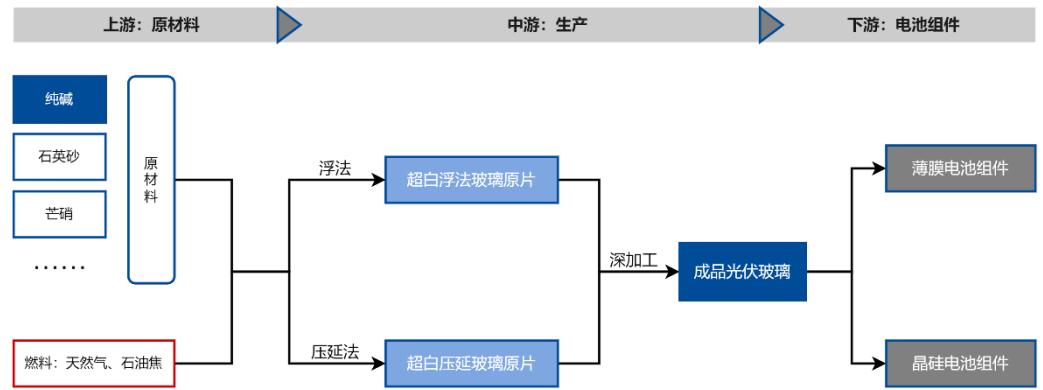 上游：原材料
中游：生产
下游：电池组件
纯碱
石英砂
芒硝
······
原材料
燃料：天然气、石油焦
浮法
压延法
超白浮法玻璃原片
超白压延玻璃原片
深加工
成品光伏玻璃
薄膜电池组件
晶硅电池组件